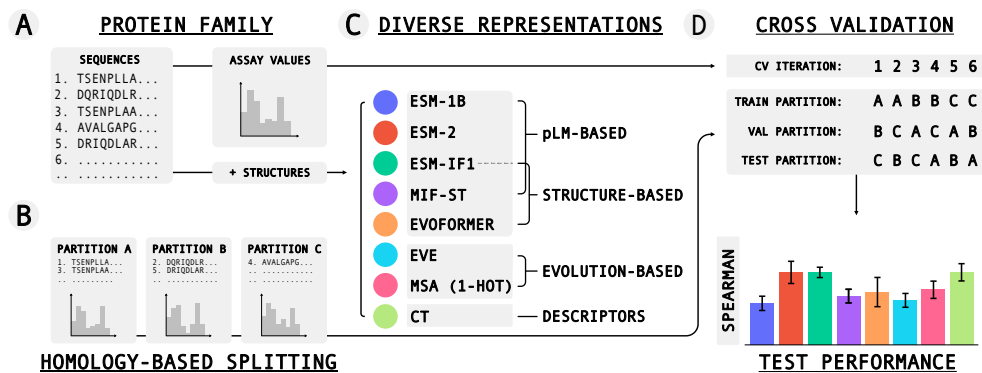 A PROTEIN FAMILY
SEQUENCES
1. TSENPLLA...
2. DQRIQDLR...
3. TSENPLAA...
4. AVALGAPG...
5. DRIQDLAR...
6. ...........
.. ...........
ASSAY VALUES
+ STRUCTURES
B
PARTITION A
1. TSENPLLA...
3. TSENPLAA...
.. ...........
PARTITION B
2. DQRIQDLR...
5. DRIQDLAR...
.. ...........
PARTITION C
4. AVALGAPG...
.. ...........
.. ...........
HOMOLOGY-BASED SPLITTING
C DIVERSE REPRESENTATIONS
ESM-1B
ESM-2
ESM-IF1
MIF-ST
EVOFORMER
EVE
MSA (1-HOT)
CT
pLM-BASED
STRUCTURE-BASED
EVOLUTION-BASED
DESCRIPTORS
D CROSS VALIDATION
CV ITERATION: 1 2 3 4 5 6
TRAIN PARTITION: A A B B C C
VAL PARTITION: B C A C A B
TEST PARTITION: C B C A B A
SPEARMAN
TEST PERFORMANCE